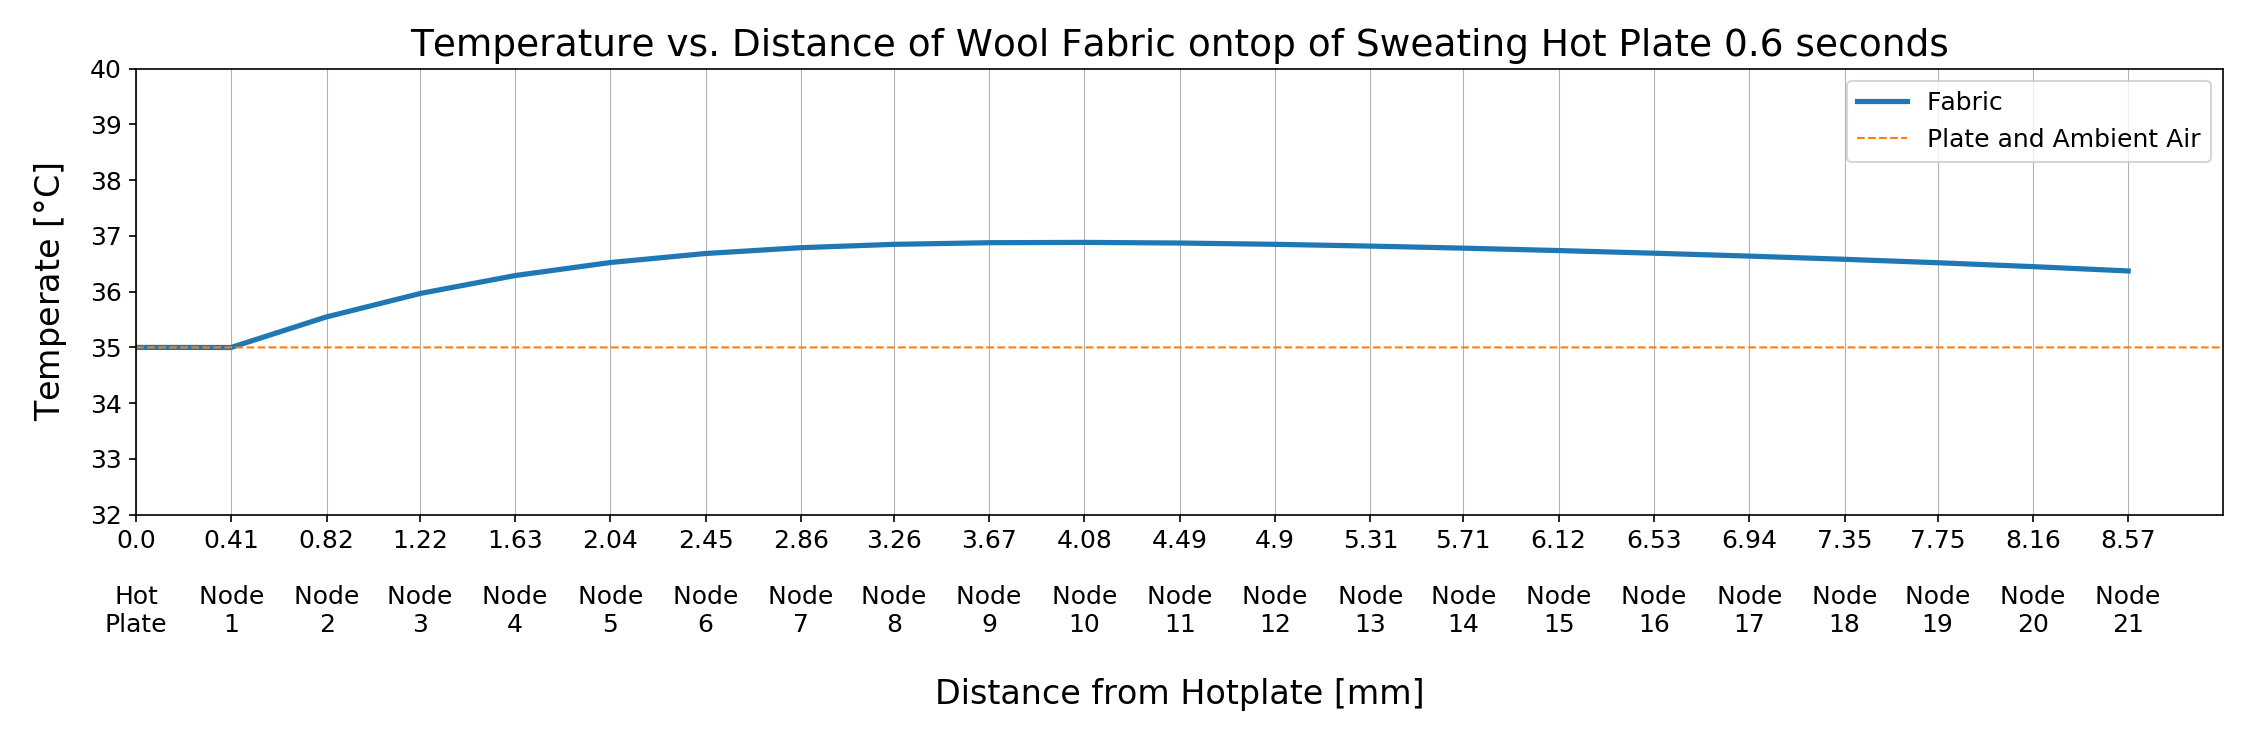 Temperature vs. Distance of Wool Fabric ontop of Sweating Hot Plate 0.6 seconds
Temperate [°C]
40
39
38
37
36
35
34
33
32
Fabric
Plate and Ambient Air
0.0 0.41 0.82 1.22 1.63 2.04 2.45 2.86 3.26 3.67 4.08 4.49 4.9 5.31 5.71 6.12 6.53 6.94 7.35 7.75 8.16 8.57
Hot Node Node Node Node Node Node Node Node Node Node Node Node Node Node Node Node Node Node Node Node Node
Plate 1 2 3 4 5 6 7 8 9 10 11 12 13 14 15 16 17 18 19 20 21
Distance from Hotplate [mm]